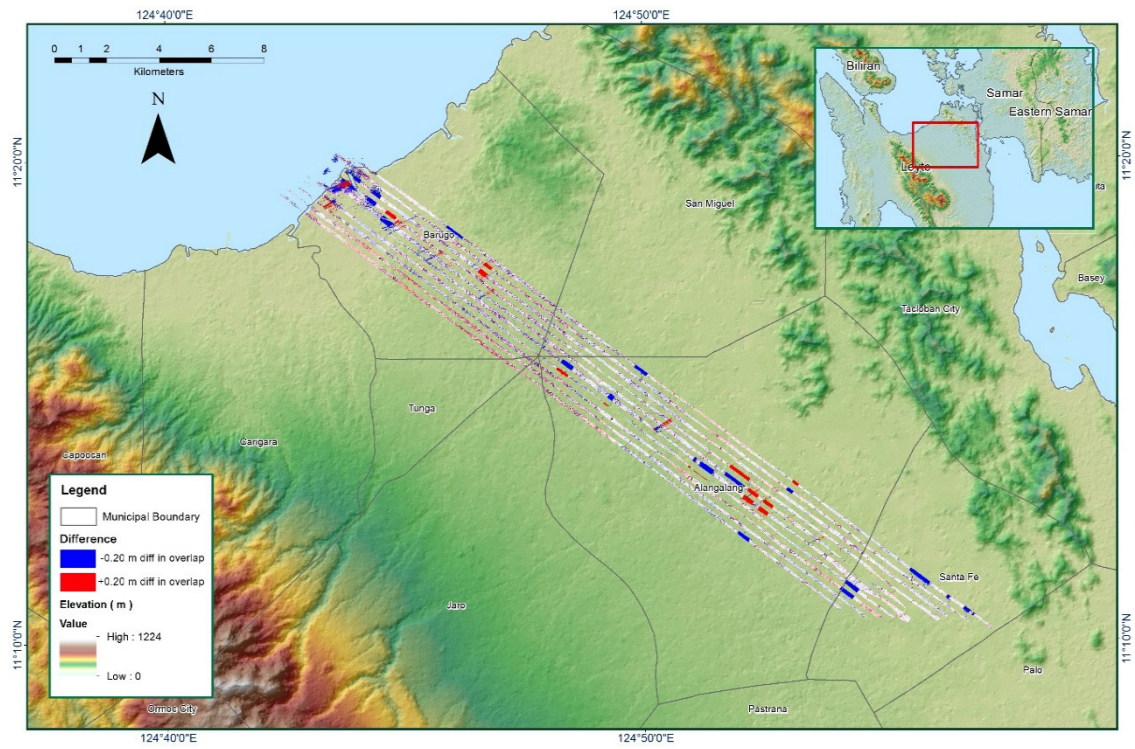 124°40'0"E
124°50'0"E
0 1 2 4 6 8
Kilometers
N
Biliran
Samar
Eastern Samar
Leyte
11°20'0"N
11°20'0"N
San Miguel
Barugo
Basey
Tacloban City
Tunga
Carigara
Capoocan
Alangalang
Santa Fe
Jaro
Palo
Pastrana
Ormoc City
Legend
Municipal Boundary
Difference
-0.20 m diff in overlap
+0.20 m diff in overlap
Elevation ( m )
Value
High : 1224
Low : 0
11°10'0"N
11°10'0"N
124°40'0"E
124°50'0"E